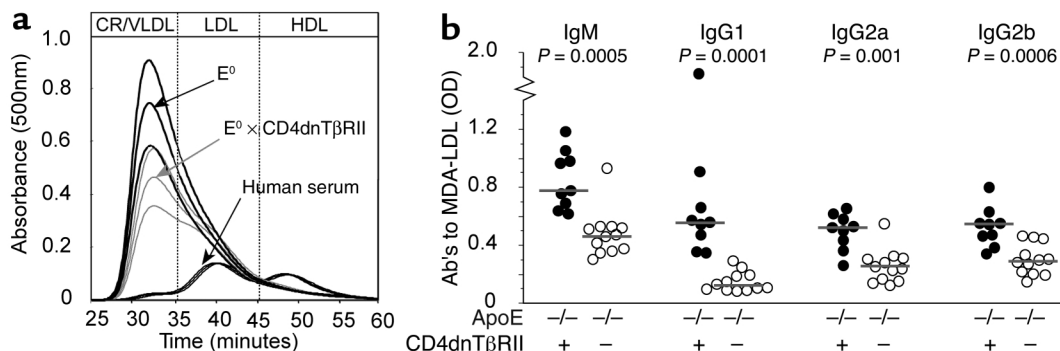 a
CR/VLDL LDL HDL
Absorbance (500nm)
1.0
0.8
0.6
0.4
0.2
0
E⁰
E⁰ × CD4dnTβRII
Human serum
25 30 35 40 45 50 55 60
Time (minutes)
b
IgM IgG1 IgG2a IgG2b
P = 0.0005 P = 0.0001 P = 0.001 P = 0.0006
Ab's to MDA-LDL (OD)
2.0
1.2
0.8
0.4
0
ApoE –/– –/– –/– –/– –/– –/– –/– –/–
CD4dnTβRII + – + – + – + –